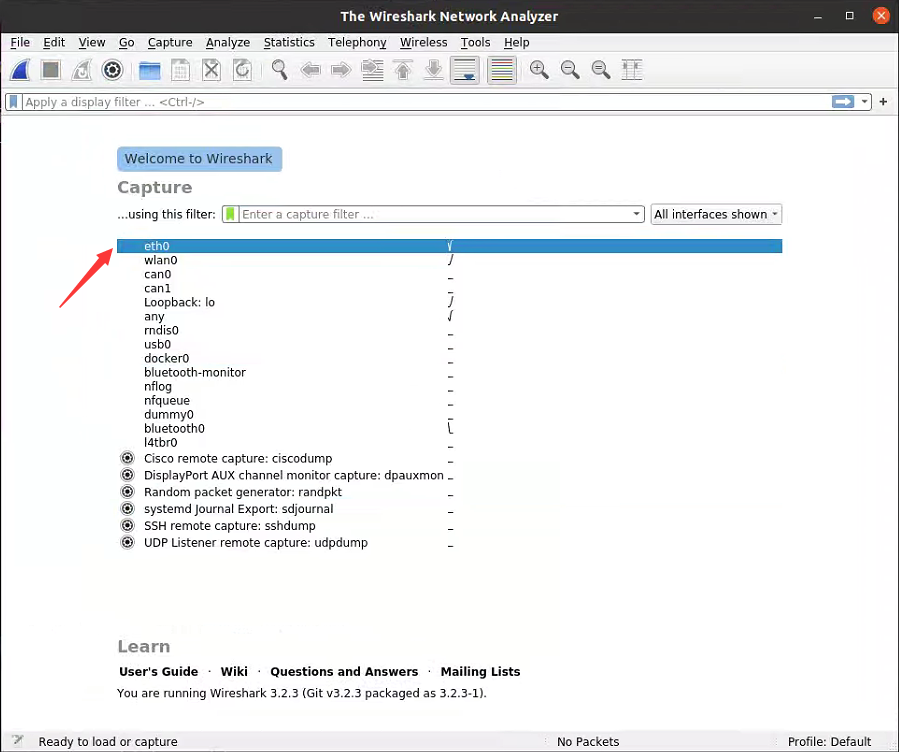 The Wireshark Network Analyzer
File Edit View Go Capture Analyze Statistics Telephony Wireless Tools Help
Apply a display filter ... <Ctrl-/>
Welcome to Wireshark
Capture
...using this filter: Enter a capture filter ... All interfaces shown
eth0
wlan0
can0
can1
Loopback: lo
any
rndis0
usb0
docker0
bluetooth-monitor
nflog
nfqueue
dummy0
bluetooth0
l4tbr0
Cisco remote capture: ciscodump
DisplayPort AUX channel monitor capture: dpauxmon
Random packet generator: randpkt
systemd Journal Export: sdjournal
SSH remote capture: sshdump
UDP Listener remote capture: udpdump
Learn
User's Guide · Wiki · Questions and Answers · Mailing Lists
You are running Wireshark 3.2.3 (Git v3.2.3 packaged as 3.2.3-1).
Ready to load or capture No Packets Profile: Default